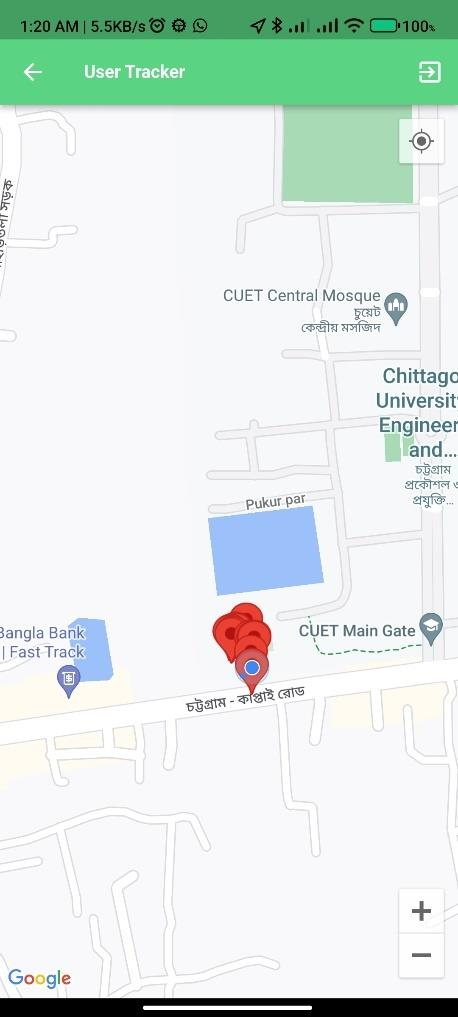 1:20 AM | 5.5KB/s
100%
User Tracker
CUET Central Mosque
চুয়েট
কেন্দ্রীয় মসজিদ
Chittago
Universit
Engineer
and...
চট্টগ্রাম
প্রকৌশল ও
প্রযুক্তি...
Pukur par
Bangla Bank
| Fast Track
CUET Main Gate
চট্টগ্রাম - কাপ্তাই রোড
Google